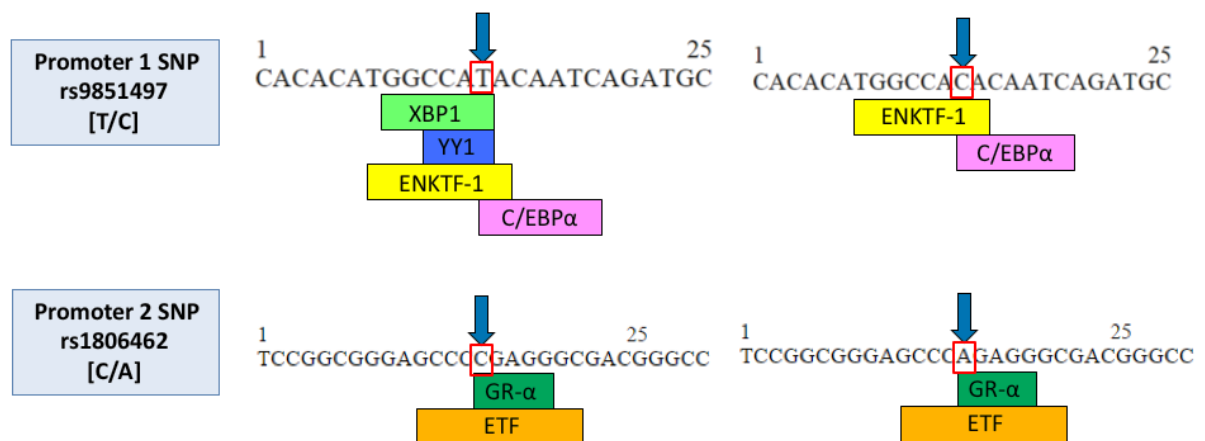 Promoter 1 SNP
rs9851497
[T/C]
1 25
CACACATGGCCATACAATCAGATGC
XBP1
YY1
ENKTF-1
C/EBPα
1 25
CACACATGGCCACACAATCAGATGC
ENKTF-1
C/EBPα
Promoter 2 SNP
rs1806462
[C/A]
1 25
TCCGGCGGGAGCCCCGAGGGCGACGGGCC
GR-α
ETF
1 25
TCCGGCGGGAGCCCAGAGGGCGACGGGCC
GR-α
ETF